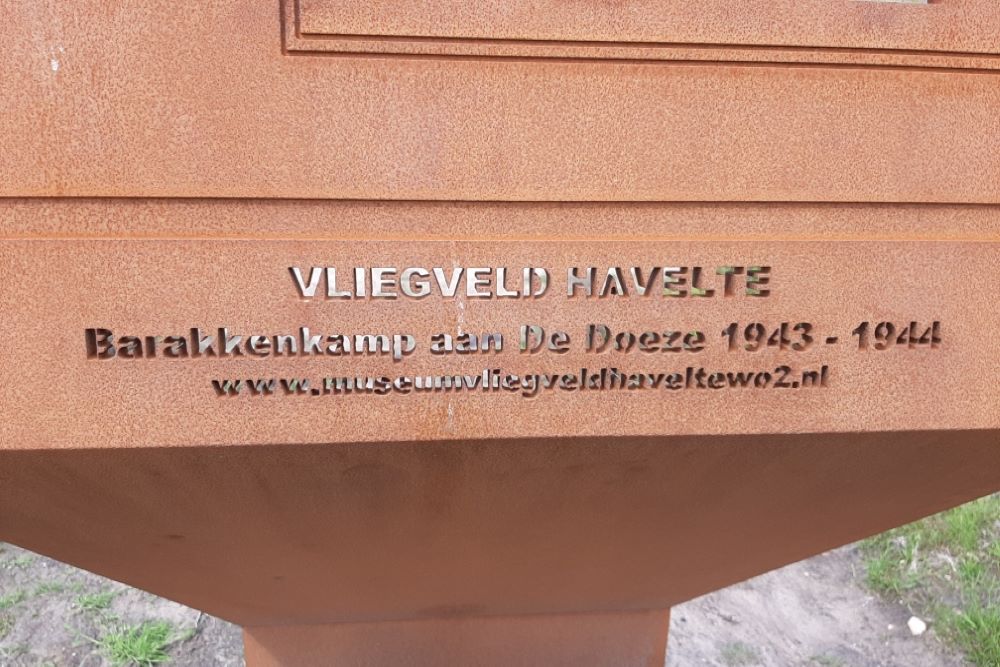 VLIEGVELD HAVELTE
Barakkenkamp aan De Doeze 1943 - 1944
www.museumvliegveldhaveltewo2.nl